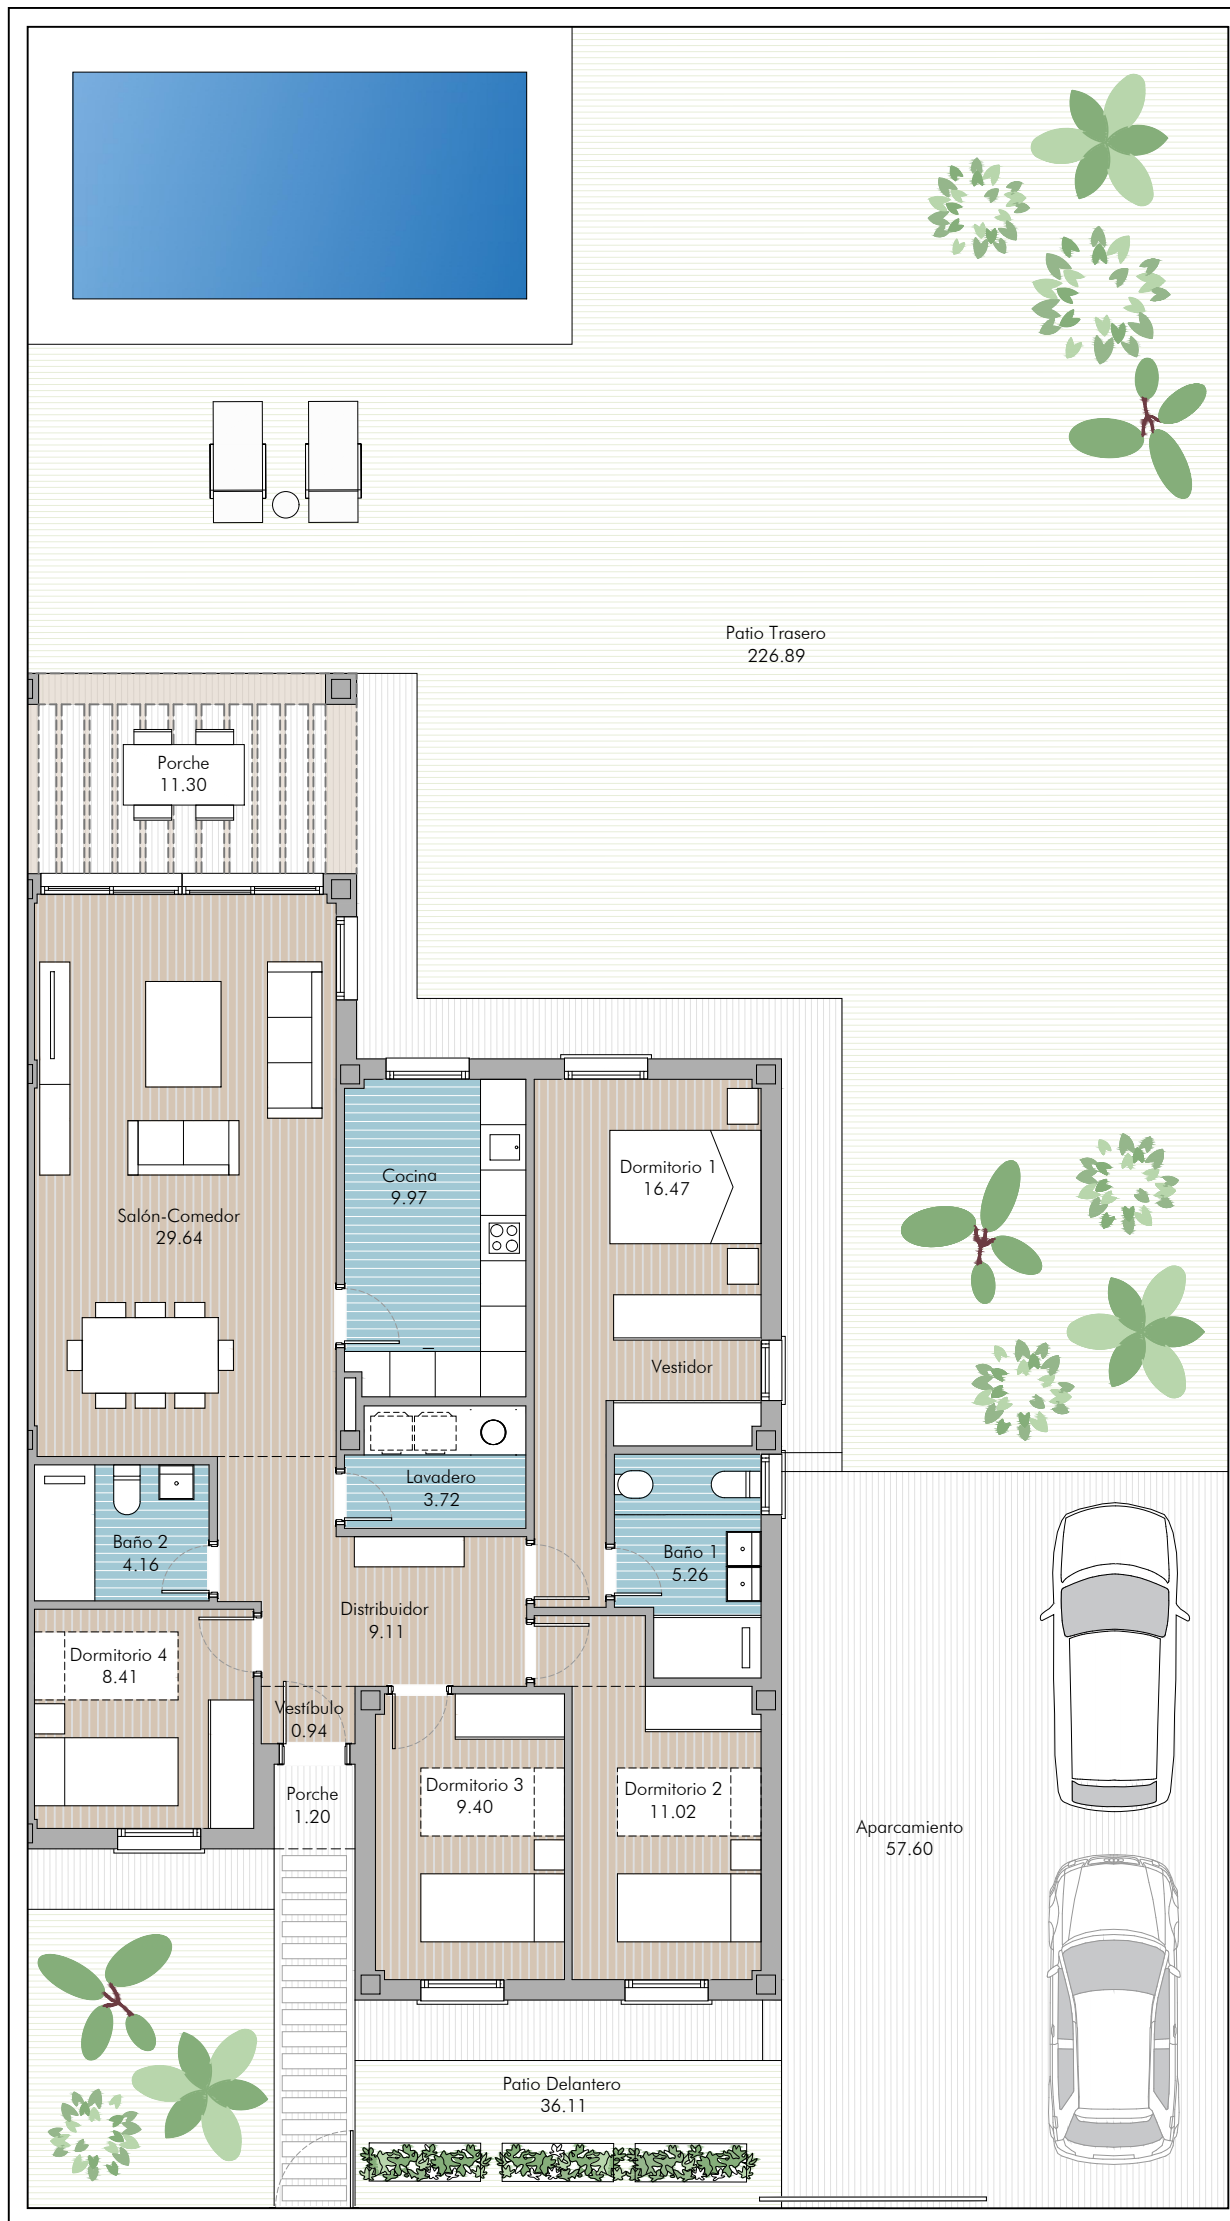 Patio Trasero
226.89
Porche
11.30
Cocina
9.97
Dormitorio 1
16.47
Salón-Comedor
29.64
Vestidor
Lavadero
3.72
Baño 2
4.16
Baño 1
5.26
Distribuidor
9.11
Dormitorio 4
8.41
Vestíbulo
0.94
Porche
1.20
Dormitorio 3
9.40
Dormitorio 2
11.02
Aparcamiento
57.60
Patio Delantero
36.11